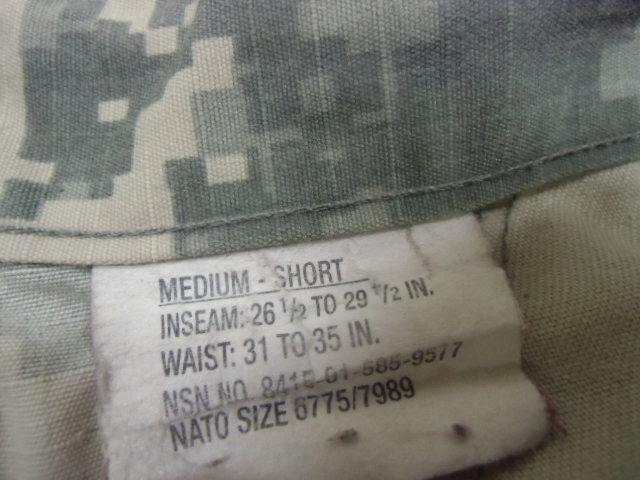 MEDIUM - SHORT
INSEAM: 26 1/2 TO 29 1/2 IN.
WAIST: 31 TO 35 IN.
NSN NO. 8415-01-585-9577
NATO SIZE 6775/7989